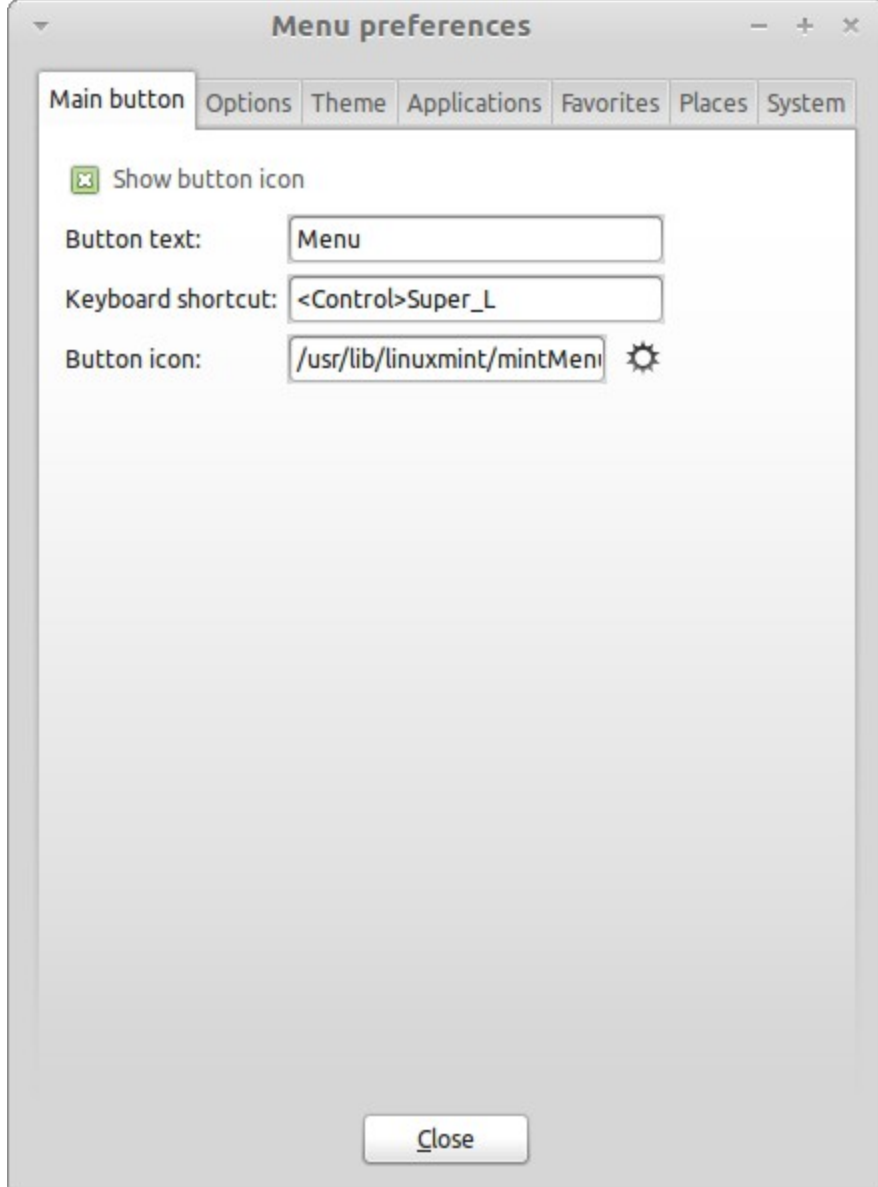 Menu preferences
Main button Options Theme Applications Favorites Places System
Show button icon
Button text: Menu
Keyboard shortcut: <Control>Super_L
Button icon: /usr/lib/linuxmint/mintMenu
Close